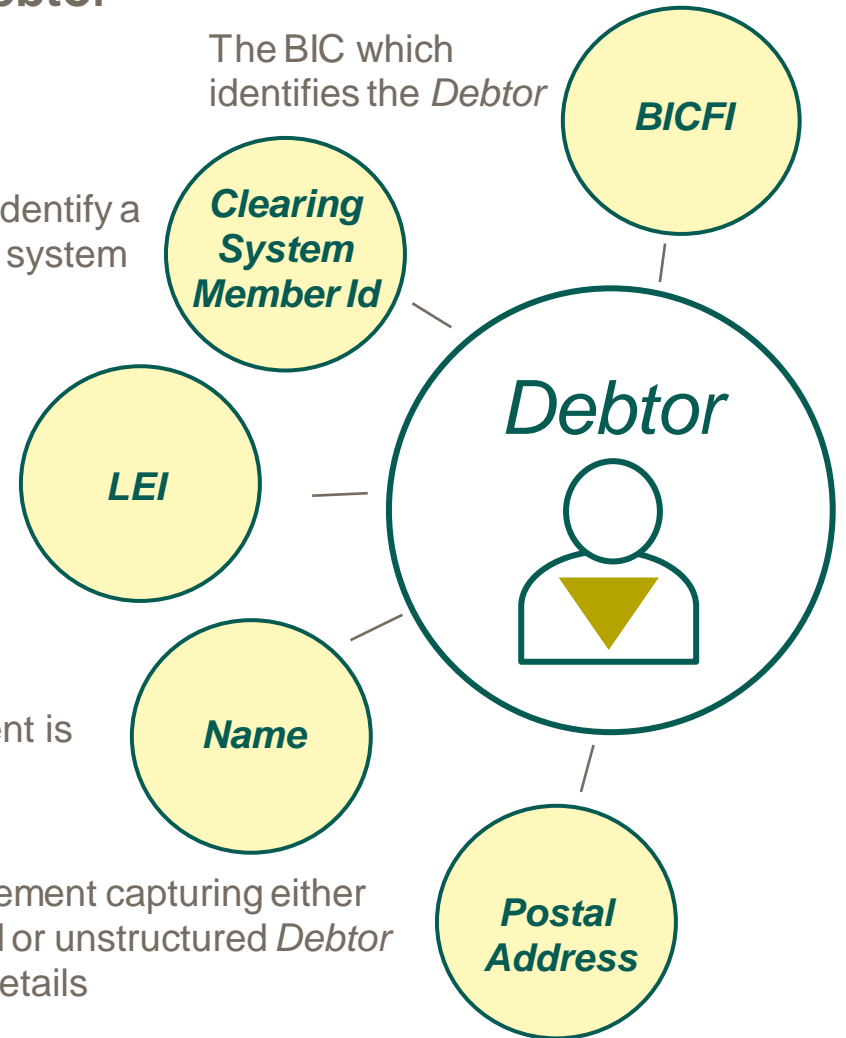 The BIC which
identifies the Debtor
BICFI
Clearing
System
Member Id
dentify a
system
Debtor
LEI
Name
ent is
ement capturing either
or unstructured Debtor
etails
Postal
Address